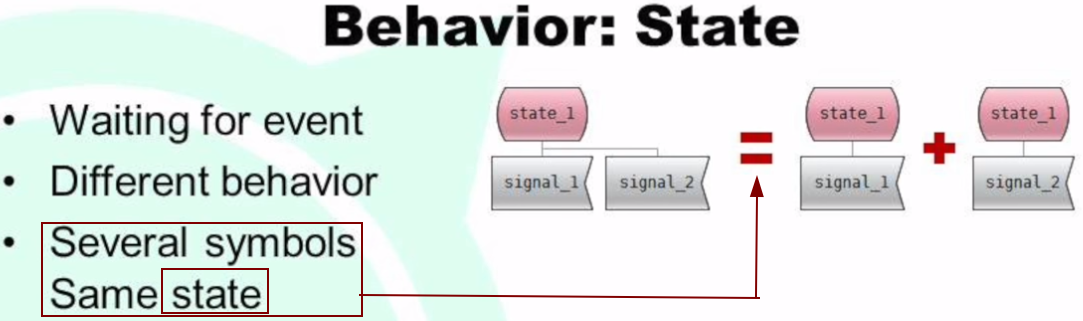 Behavior: State
• Waiting for event
• Different behavior
• Several symbols
Same state
state_1
signal_1 signal_2
=
state_1
signal_1
+
state_1
signal_2